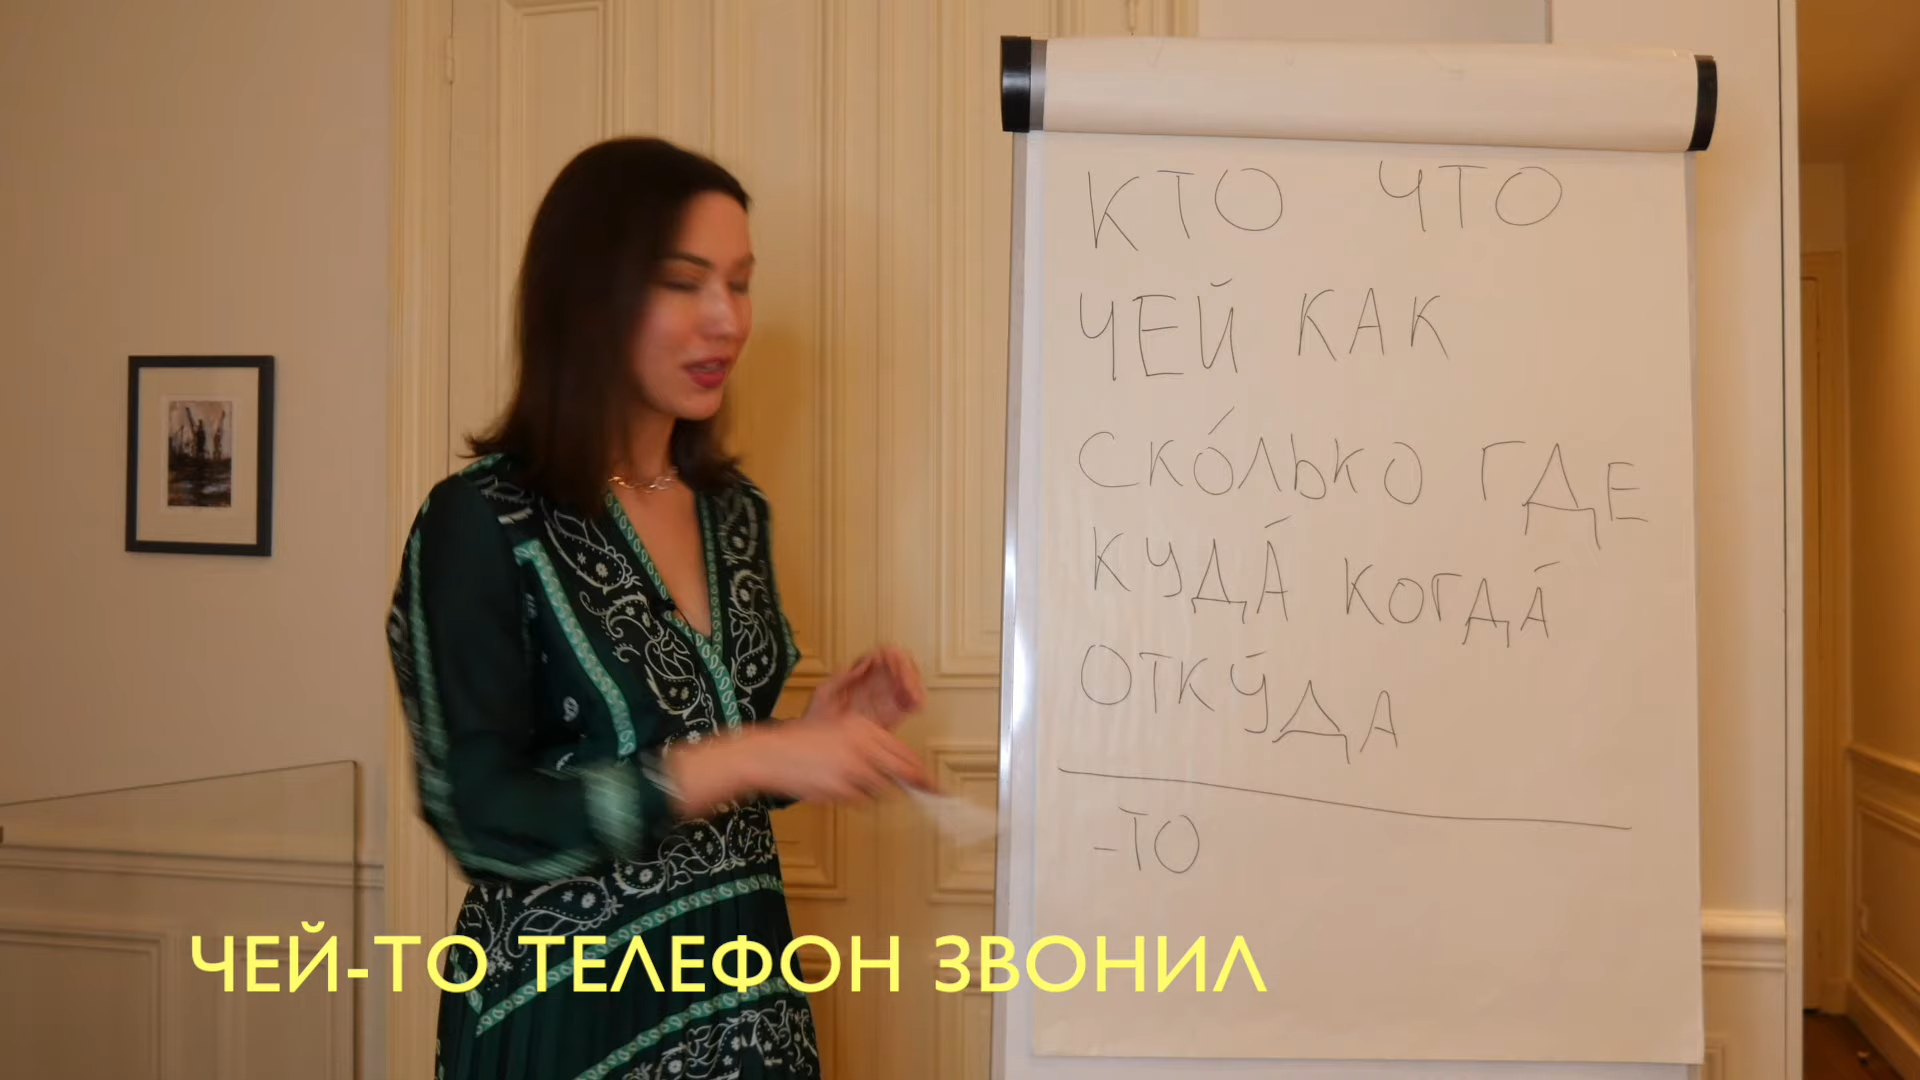 КТО ЧТО
ЧЕЙ КАК
СКО́ЛЬКО ГДЕ
КУДА́ КОГДА́
ОТКУ́ДА
-ТО
ЧЕЙ-ТО ТЕЛЕФОН ЗВОНИЛ